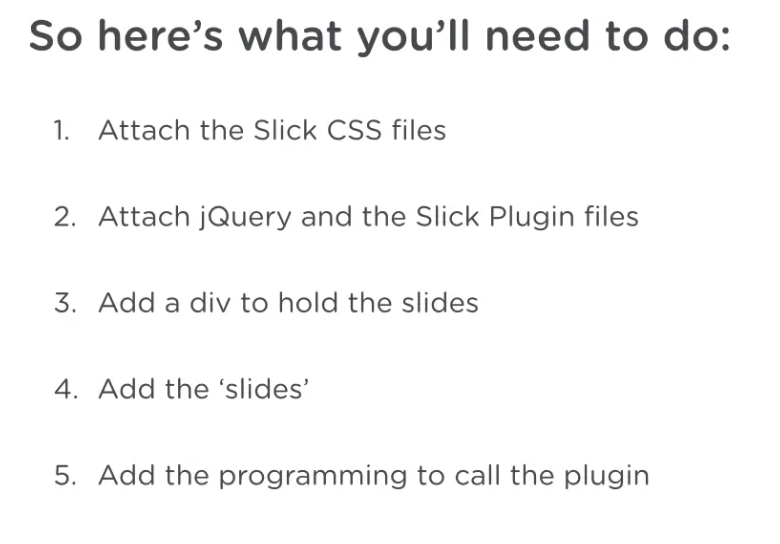 So here’s what you’ll need to do:
1. Attach the Slick CSS files
2. Attach jQuery and the Slick Plugin files
3. Add a div to hold the slides
4. Add the ‘slides’
5. Add the programming to call the plugin